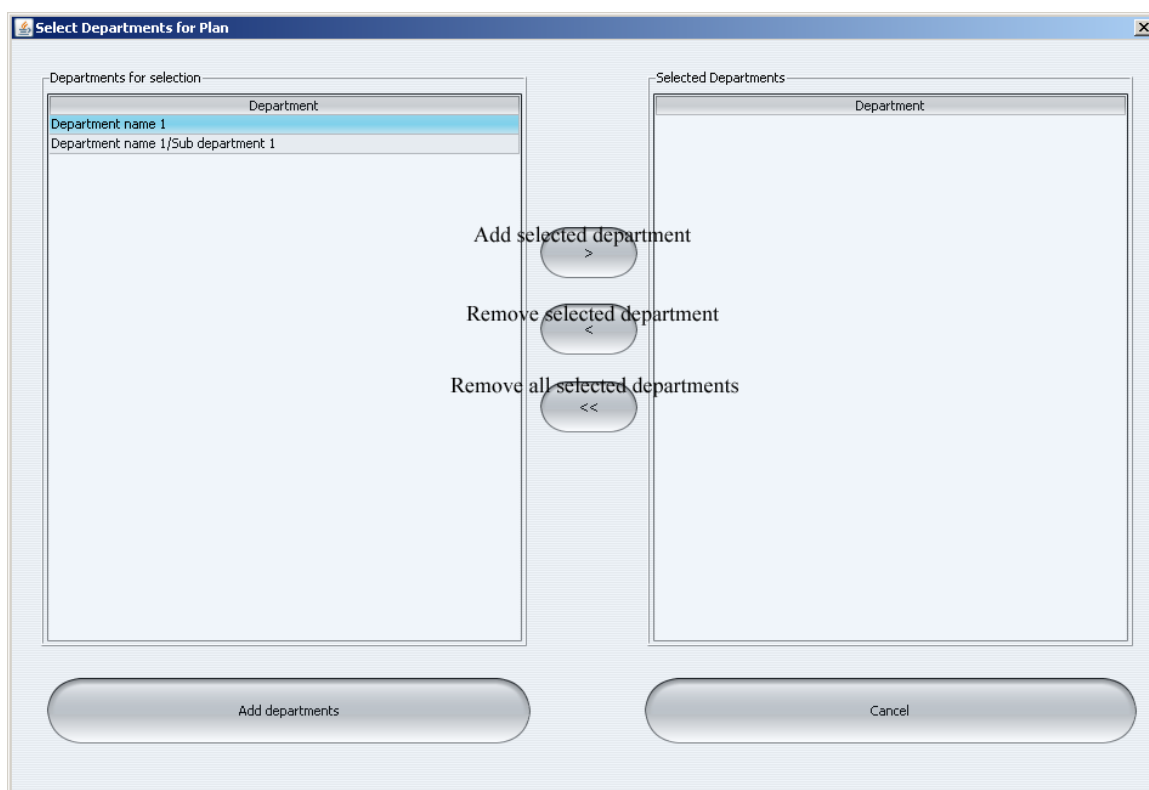 Select Departments for Plan
Departments for selection
Department
Department name 1
Department name 1/Sub department 1
Selected Departments
Department
Add selected department
>
Remove selected department
<
Remove all selected departments
<<
Add departments
Cancel